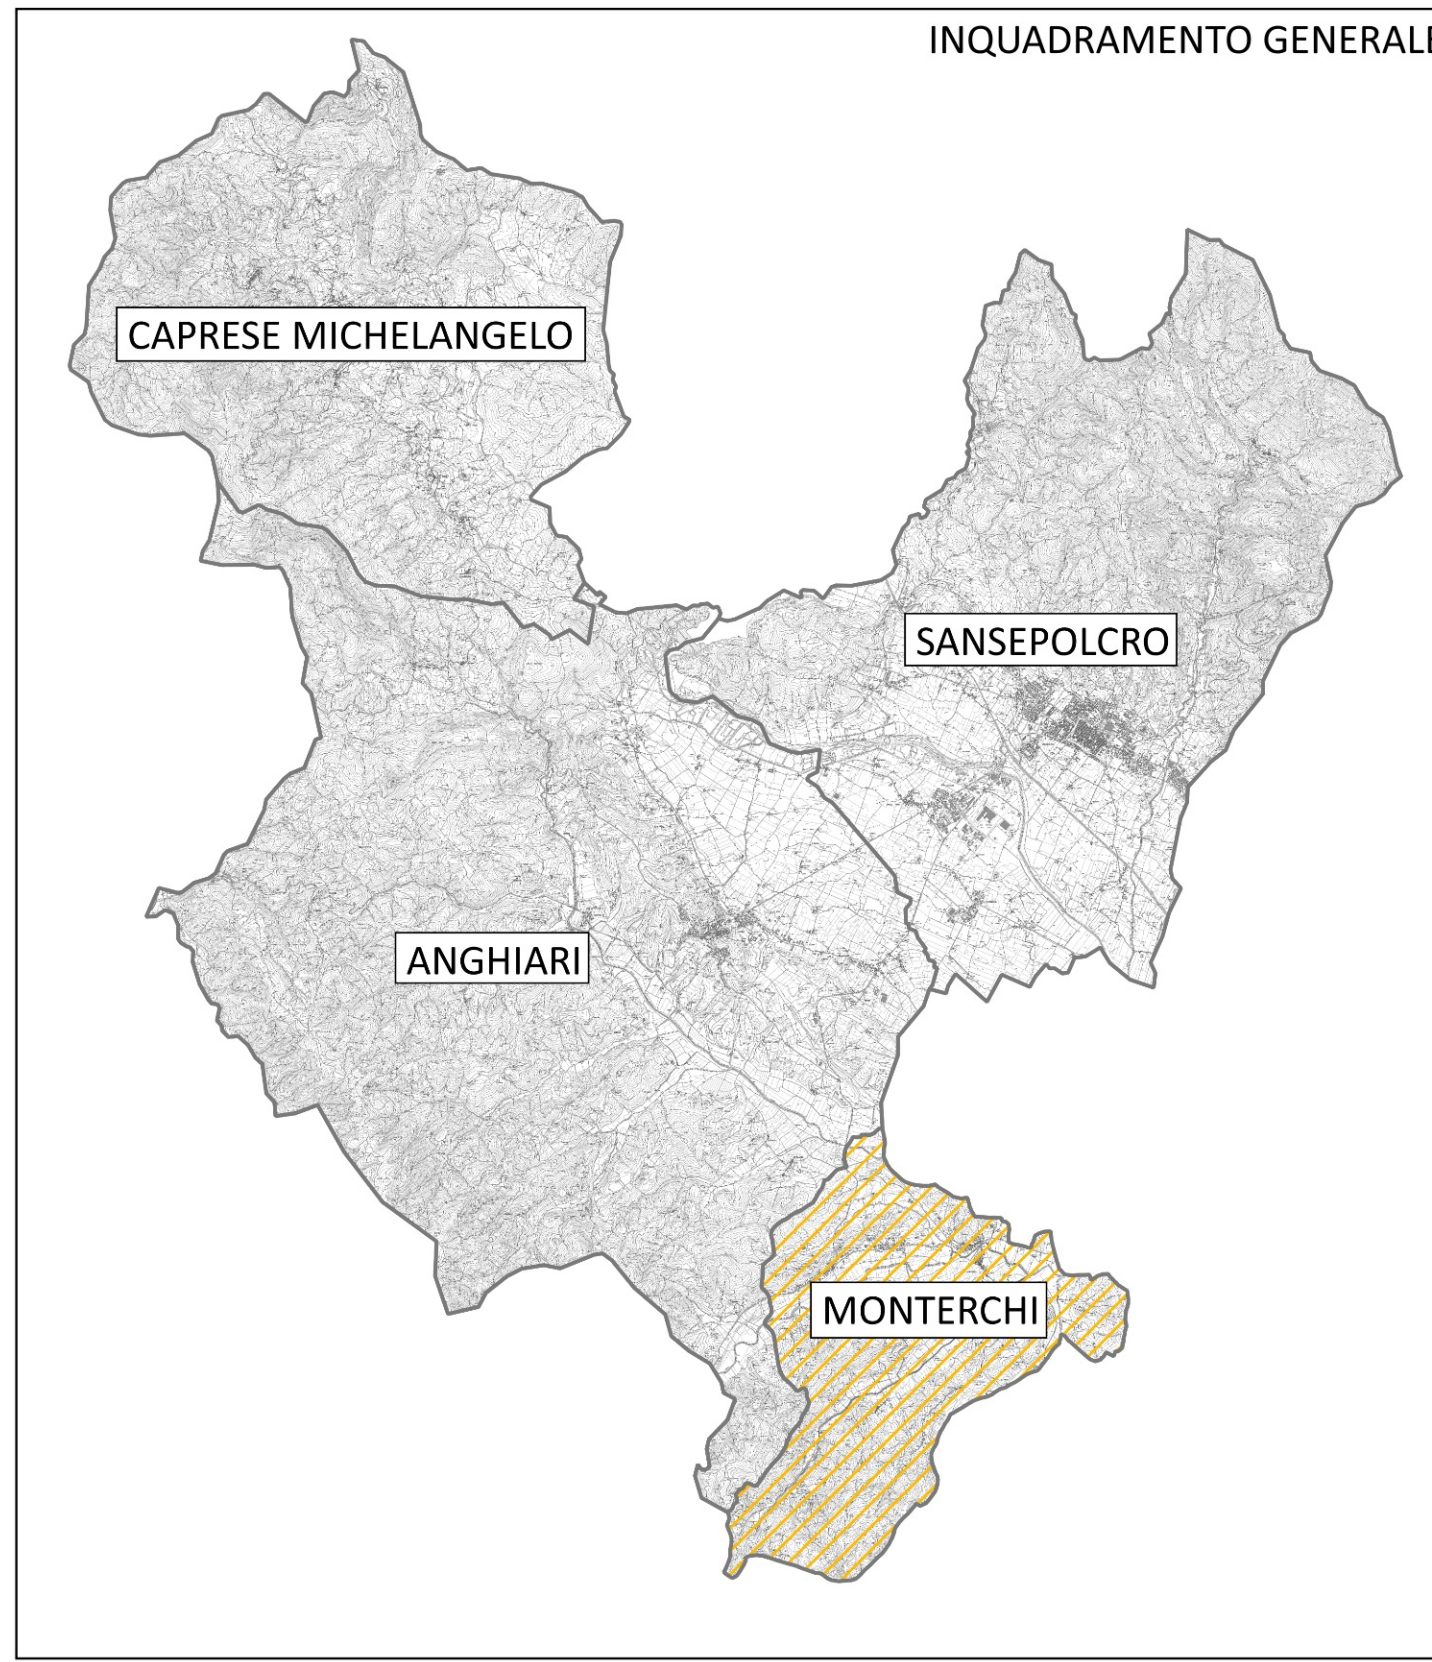 INQUADRAMENTO GENERALE
CAPRESE MICHELANGELO
SANSEPOLCRO
ANGHIARI
MONTERCHI